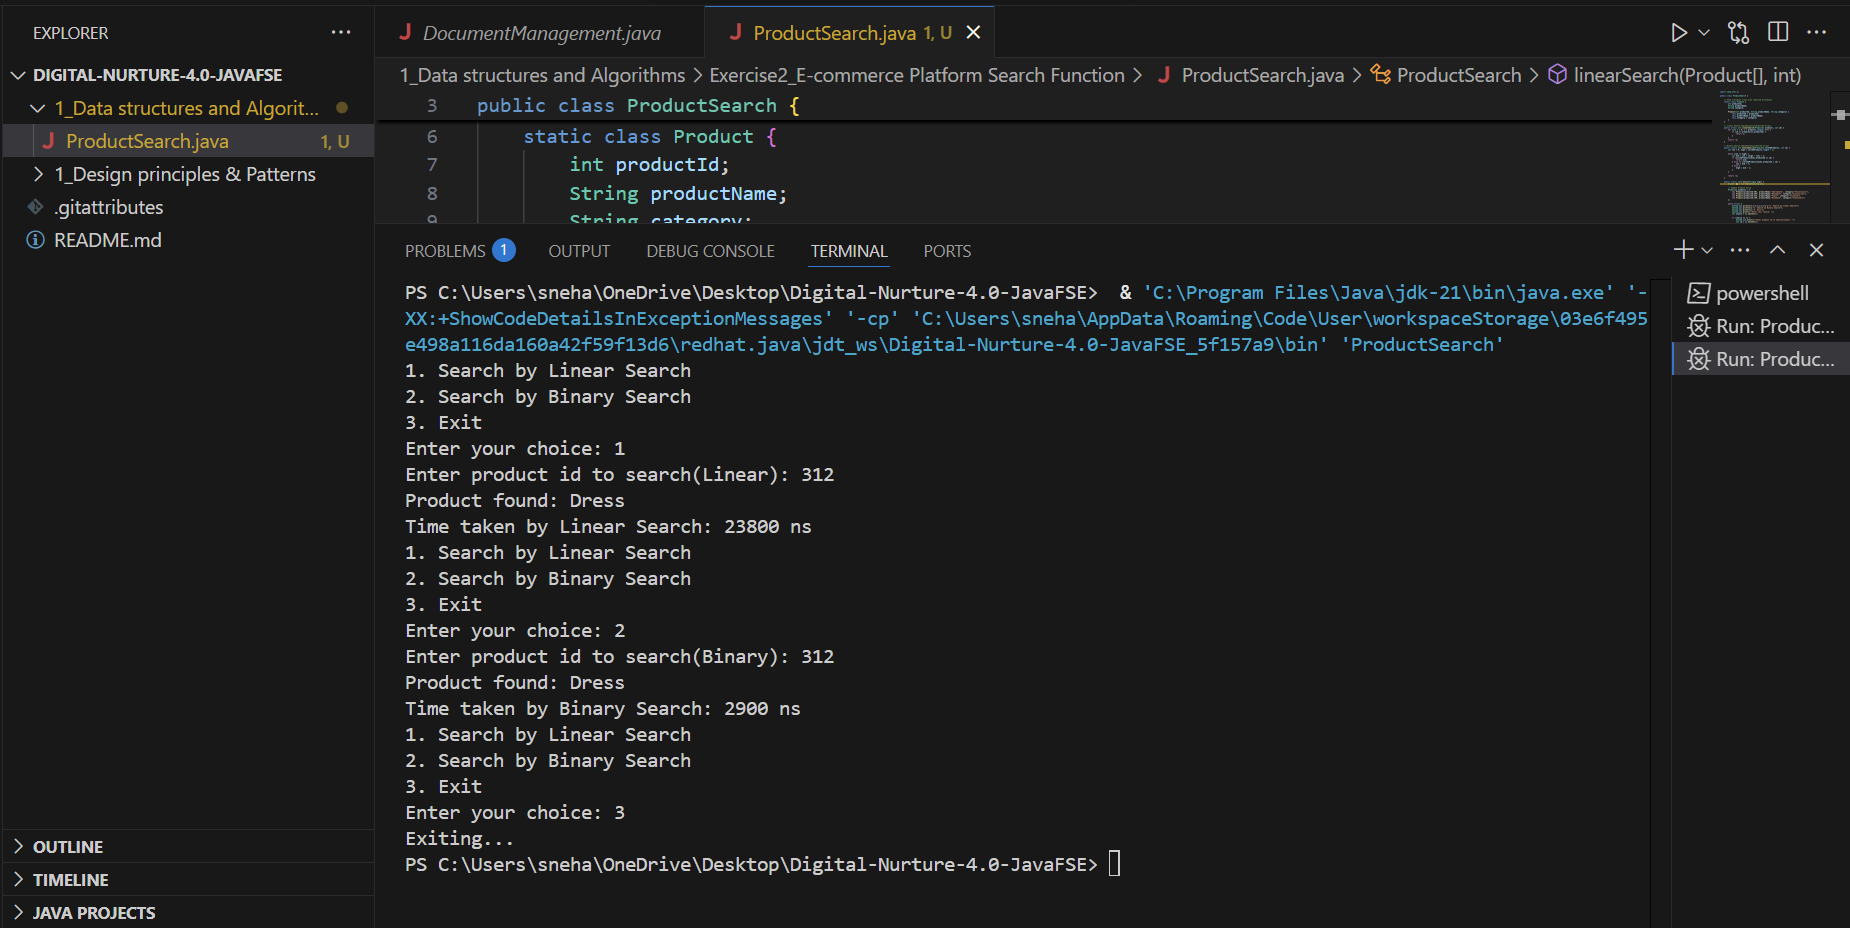 EXPLORER
DIGITAL-NURTURE-4.0-JAVAFSE
1_Data structures and Algorit...
ProductSearch.java 1, U
1_Design principles & Patterns
.gitattributes
README.md
OUTLINE
TIMELINE
JAVA PROJECTS
DocumentManagement.java
ProductSearch.java 1, U
1_Data structures and Algorithms > Exercise2_E-commerce Platform Search Function > ProductSearch.java > ProductSearch > linearSearch(Product[], int)
3 public class ProductSearch {
6 static class Product {
7 int productId;
8 String productName;
9 String category;
PROBLEMS 1 OUTPUT DEBUG CONSOLE TERMINAL PORTS
PS C:\Users\sneha\OneDrive\Desktop\Digital-Nurture-4.0-JavaFSE>  & 'C:\Program Files\Java\jdk-21\bin\java.exe' '-
XX:+ShowCodeDetailsInExceptionMessages' '-cp' 'C:\Users\sneha\AppData\Roaming\Code\User\workspaceStorage\03e6f495
e498a116da160a42f59f13d6\redhat.java\jdt_ws\Digital-Nurture-4.0-JavaFSE_5f157a9\bin' 'ProductSearch'
1. Search by Linear Search
2. Search by Binary Search
3. Exit
Enter your choice: 1
Enter product id to search(Linear): 312
Product found: Dress
Time taken by Linear Search: 23800 ns
1. Search by Linear Search
2. Search by Binary Search
3. Exit
Enter your choice: 2
Enter product id to search(Binary): 312
Product found: Dress
Time taken by Binary Search: 2900 ns
1. Search by Linear Search
2. Search by Binary Search
3. Exit
Enter your choice: 3
Exiting...
PS C:\Users\sneha\OneDrive\Desktop\Digital-Nurture-4.0-JavaFSE>
powershell
Run: Produc...
Run: Produc...